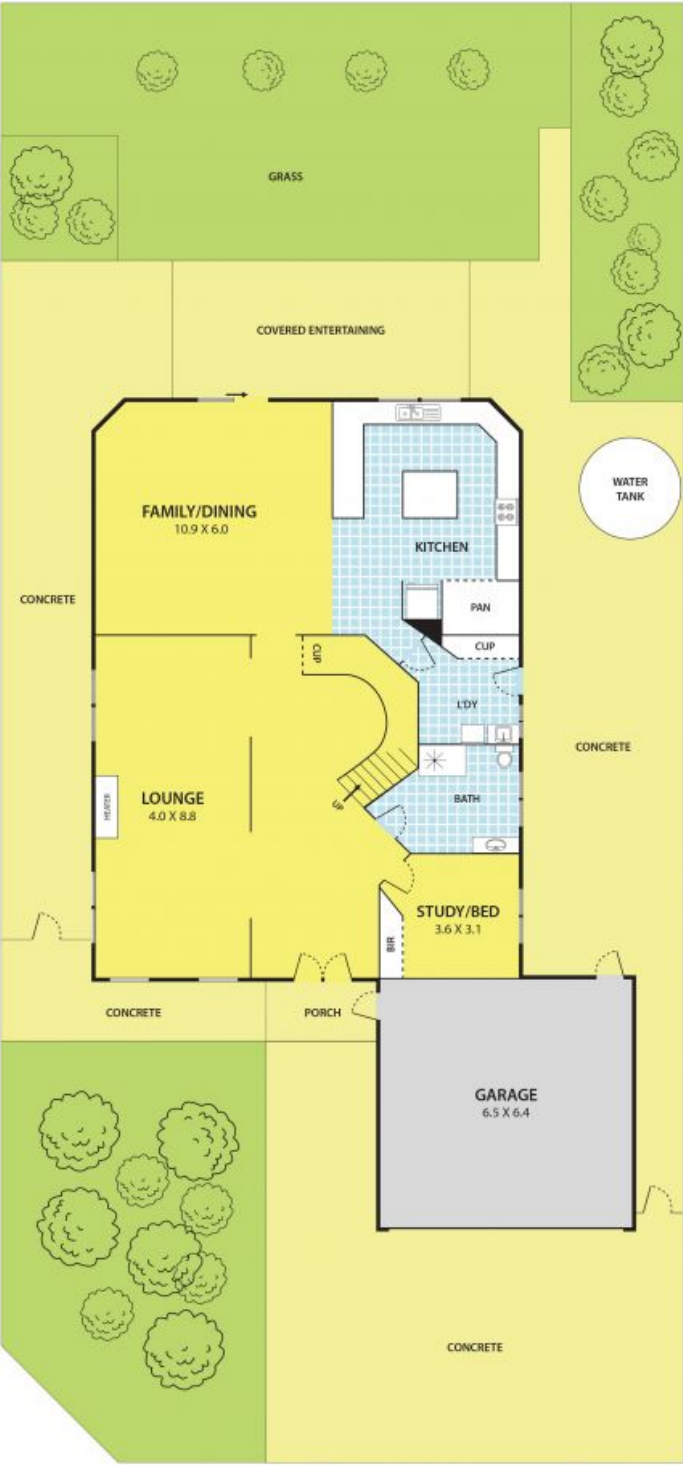 GRASS
COVERED ENTERTAINING
WATER
TANK
FAMILY/DINING
10.9 X 6.0
KITCHEN
CONCRETE
PAN
CUP
CUP
L'DY
CONCRETE
HEATER
LOUNGE
4.0 X 8.8
UP
BATH
STUDY/BED
3.6 X 3.1
BIR
CONCRETE
PORCH
GARAGE
6.5 X 6.4
CONCRETE